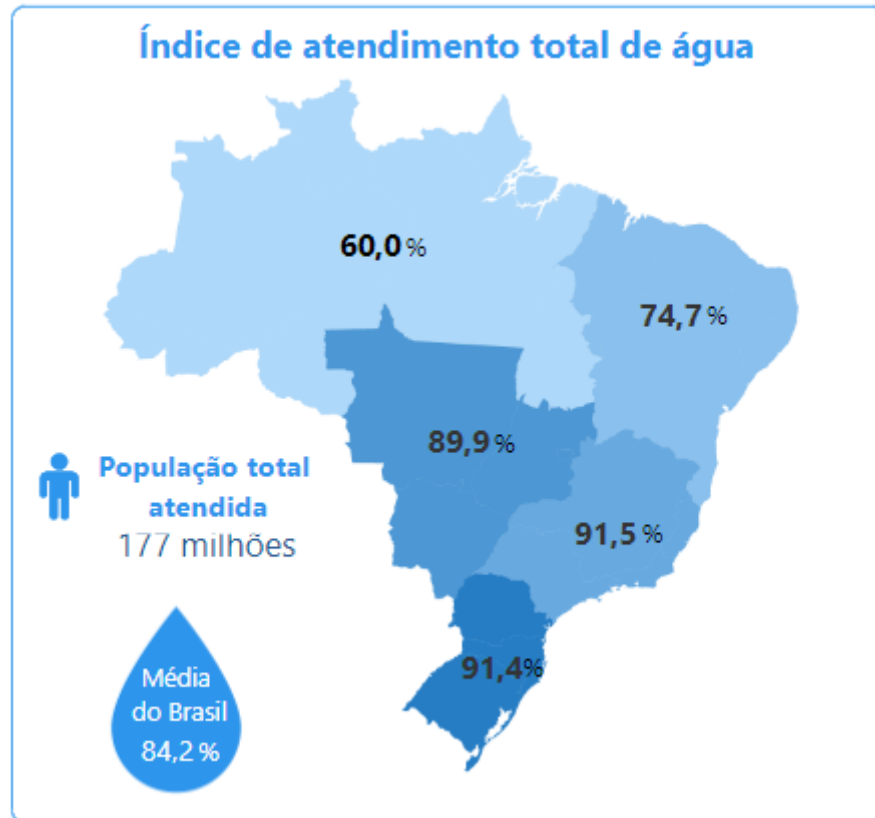 Índice de atendimento total de água
60,0 %
74,7 %
89,9 %
População total
atendida
177 milhões
91,5 %
91,4%
Média
do Brasil
84,2 %